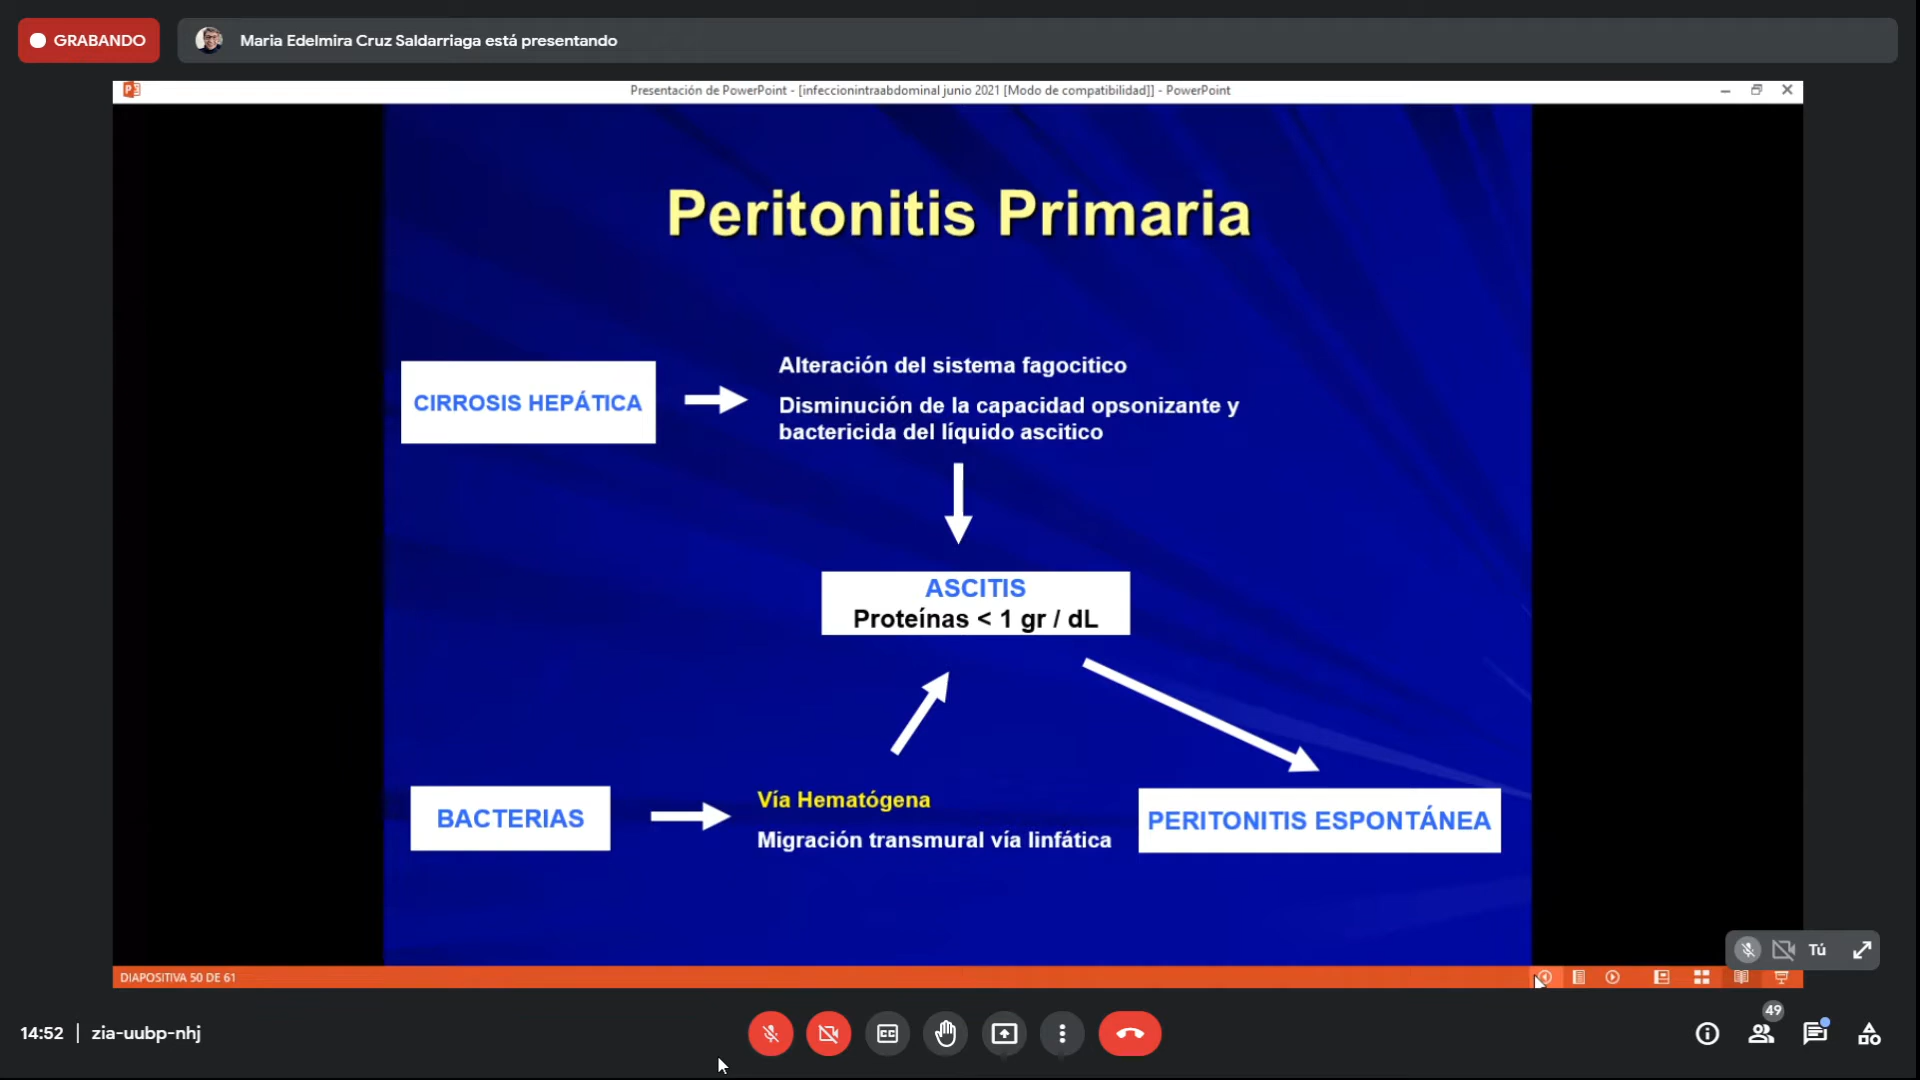 GRABANDO
Maria Edelmira Cruz Saldarriaga está presentando
Presentación de PowerPoint - [infeccionintraabdominal junio 2021 [Modo de compatibilidad]] - PowerPoint
Peritonitis Primaria
CIRROSIS HEPÁTICA
Alteración del sistema fagocitico
Disminución de la capacidad opsonizante y
bactericida del líquido ascitico
ASCITIS
Proteínas < 1 gr / dL
BACTERIAS
Vía Hematógena
Migración transmural vía linfática
PERITONITIS ESPONTÁNEA
Tú
DIAPOSITIVA 50 DE 61
14:52 | zia-uubp-nhj
49